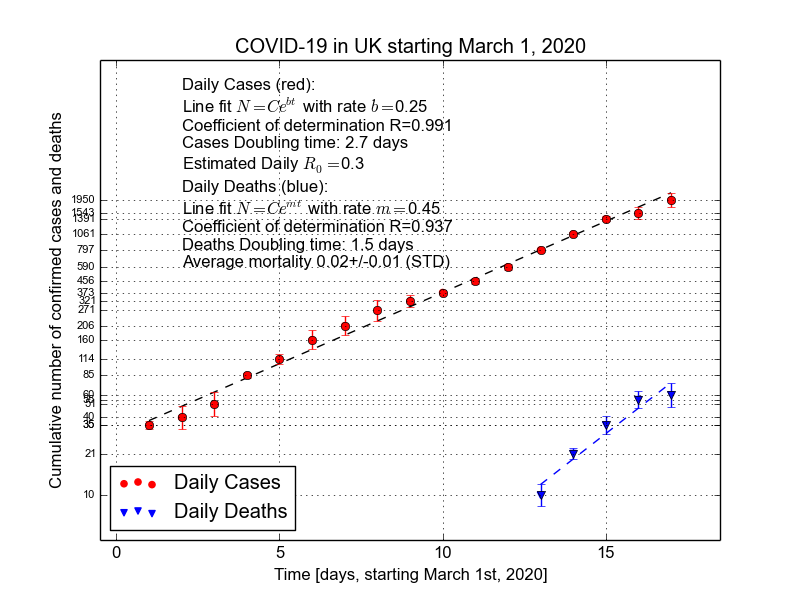 COVID-19 in UK starting March 1, 2020
Daily Cases (red):
Line fit N=Ce^{bt} with rate b=0.25
Coefficient of determination R=0.991
Cases Doubling time: 2.7 days
Estimated Daily R_0=0.3
Daily Deaths (blue):
Line fit N=Ce^{mt} with rate m=0.45
Coefficient of determination R=0.937
Deaths Doubling time: 1.5 days
Average mortality 0.02+/-0.01 (STD)
Cumulative number of confirmed cases and deaths
1950
1543
1391
1061
797
590
456
373
321
271
206
160
114
85
60
51
40
35
21
10
Daily Cases
Daily Deaths
0 5 10 15
Time [days, starting March 1st, 2020]